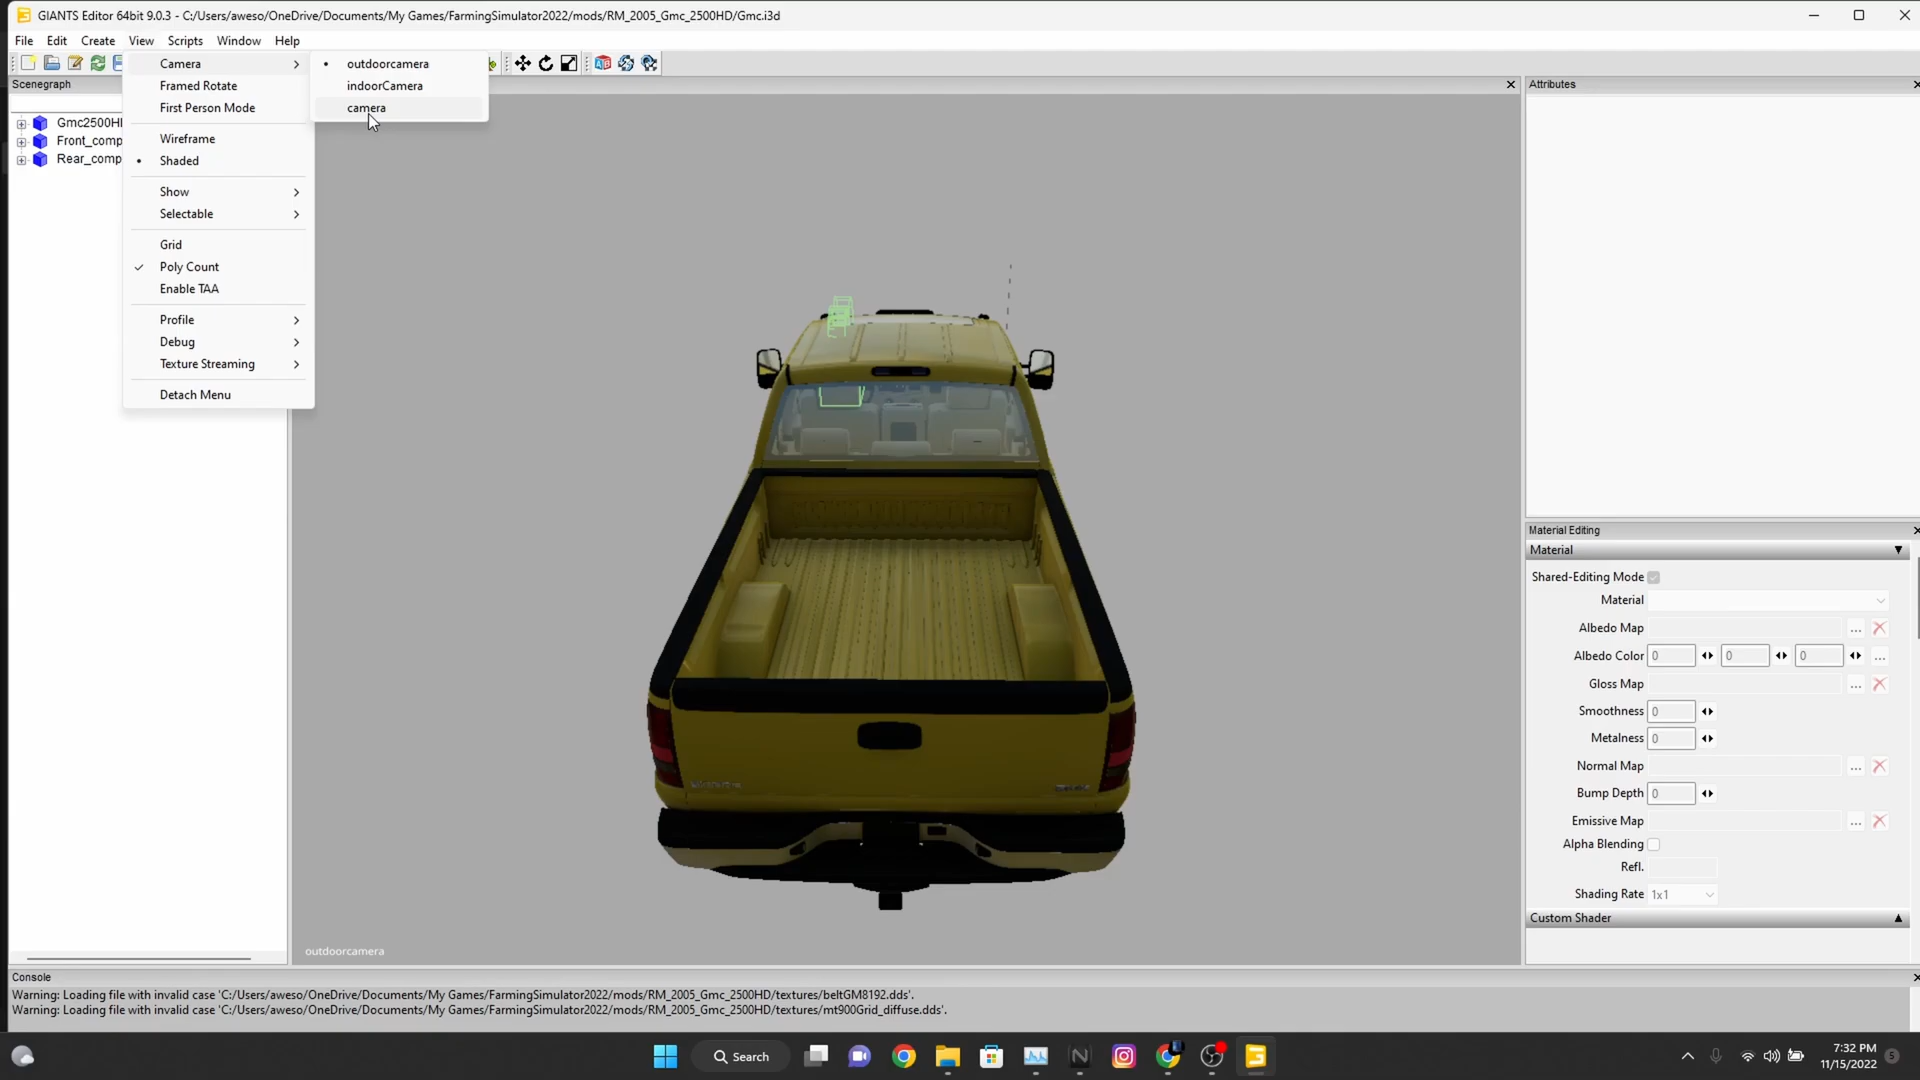 GIANTS Editor 64bit 9.0.3 - C:/Users/aweso/OneDrive/Documents/My Games/FarmingSimulator2022/mods/RM_2005_Gmc_2500HD/Gmc.i3d
File Edit Create View Scripts Window Help
Scenegraph
Gmc2500H
Front_comp
Rear_comp
Camera
Framed Rotate
First Person Mode
Wireframe
Shaded
Show
Selectable
Grid
Poly Count
Enable TAA
Profile
Debug
Texture Streaming
Detach Menu
outdoorcamera
indoorCamera
camera
outdoorcamera
Attributes
Material Editing
Material
Shared-Editing Mode
Material
Albedo Map ...
Albedo Color 0 0 0 ...
Gloss Map ...
Smoothness 0
Metalness 0
Normal Map ...
Bump Depth 0
Emissive Map ...
Alpha Blending
Refl.
Shading Rate 1x1
Custom Shader
Console
Warning: Loading file with invalid case 'C:/Users/aweso/OneDrive/Documents/My Games/FarmingSimulator2022/mods/RM_2005_Gmc_2500HD/textures/beltGM8192.dds'.
Warning: Loading file with invalid case 'C:/Users/aweso/OneDrive/Documents/My Games/FarmingSimulator2022/mods/RM_2005_Gmc_2500HD/textures/mt900Grid_diffuse.dds'.
Search
7:32 PM
11/15/2022
5